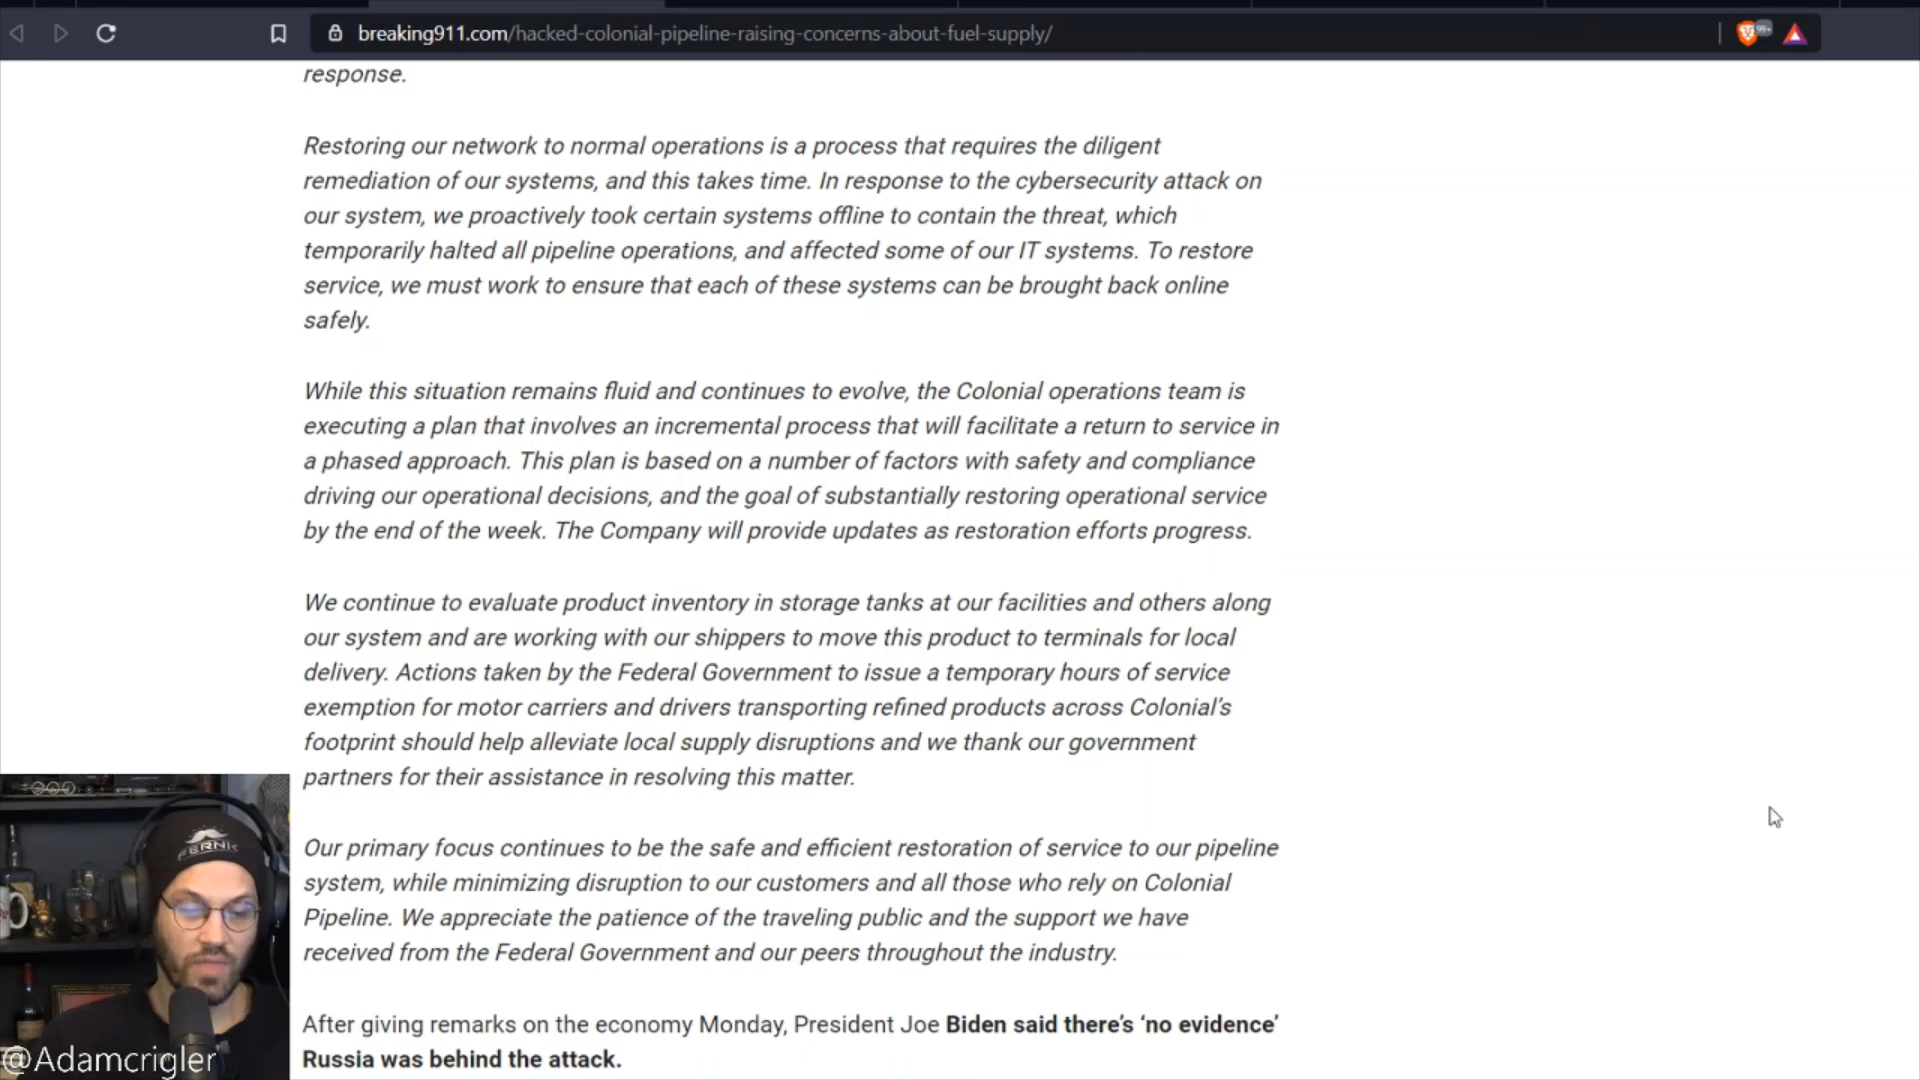 breaking911.com/hacked-colonial-pipeline-raising-concerns-about-fuel-supply/
99+
response.
Restoring our network to normal operations is a process that requires the diligent
remediation of our systems, and this takes time. In response to the cybersecurity attack on
our system, we proactively took certain systems offline to contain the threat, which
temporarily halted all pipeline operations, and affected some of our IT systems. To restore
service, we must work to ensure that each of these systems can be brought back online
safely.
While this situation remains fluid and continues to evolve, the Colonial operations team is
executing a plan that involves an incremental process that will facilitate a return to service in
a phased approach. This plan is based on a number of factors with safety and compliance
driving our operational decisions, and the goal of substantially restoring operational service
by the end of the week. The Company will provide updates as restoration efforts progress.
We continue to evaluate product inventory in storage tanks at our facilities and others along
our system and are working with our shippers to move this product to terminals for local
delivery. Actions taken by the Federal Government to issue a temporary hours of service
exemption for motor carriers and drivers transporting refined products across Colonial’s
footprint should help alleviate local supply disruptions and we thank our government
partners for their assistance in resolving this matter.
Our primary focus continues to be the safe and efficient restoration of service to our pipeline
system, while minimizing disruption to our customers and all those who rely on Colonial
Pipeline. We appreciate the patience of the traveling public and the support we have
received from the Federal Government and our peers throughout the industry.
After giving remarks on the economy Monday, President Joe Biden said there’s ‘no evidence’
Russia was behind the attack.
@Adamcrigler